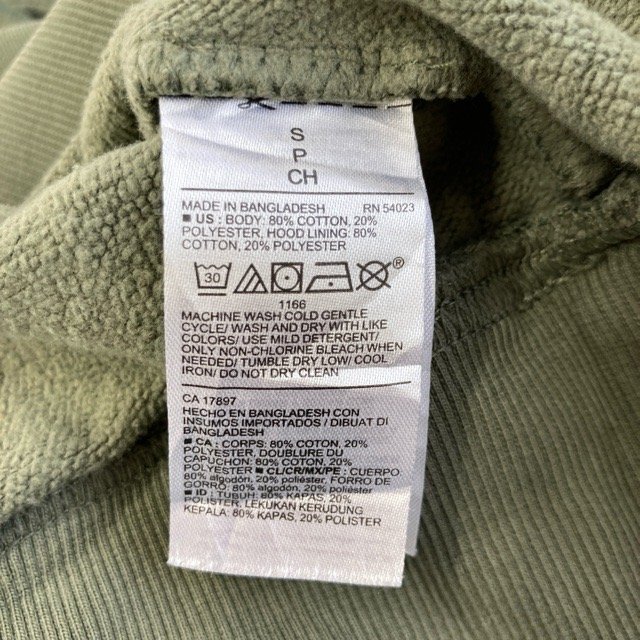 S
P
CH
MADE IN BANGLADESH RN 54023
■ US: BODY: 80% COTTON, 20%
POLYESTER, HOOD LINING: 80%
COTTON, 20% POLYESTER
30
®
1166
MACHINE WASH COLD GENTLE
CYCLE/ WASH AND DRY WITH LIKE
COLORS/ USE MILD DETERGENT/
ONLY NON-CHLORINE BLEACH WHEN
NEEDED/ TUMBLE DRY LOW/ COOL
IRON/ DO NOT DRY CLEAN
CA 17897
HECHO EN BANGLADESH CON
INSUMOS IMPORTADOS / DIBUAT DI
BANGLADESH
■ CA : CORPS: 80% COTON, 20%
POLYESTER, DOUBLURE DU
CAPUCHON: 80% COTON, 20%
POLYESTER ■ CL/CR/MX/PE: CUERPO
80% algodón, 20% poliéster, FORRO DE
GORRO: 80% algodón, 20% poliéster
■ ID : TUBUH: 80% KAPAS, 20%
POLISTER, LEKUKAN KERUDUNG
KEPALA: 80% KAPAS, 20% POLISTER